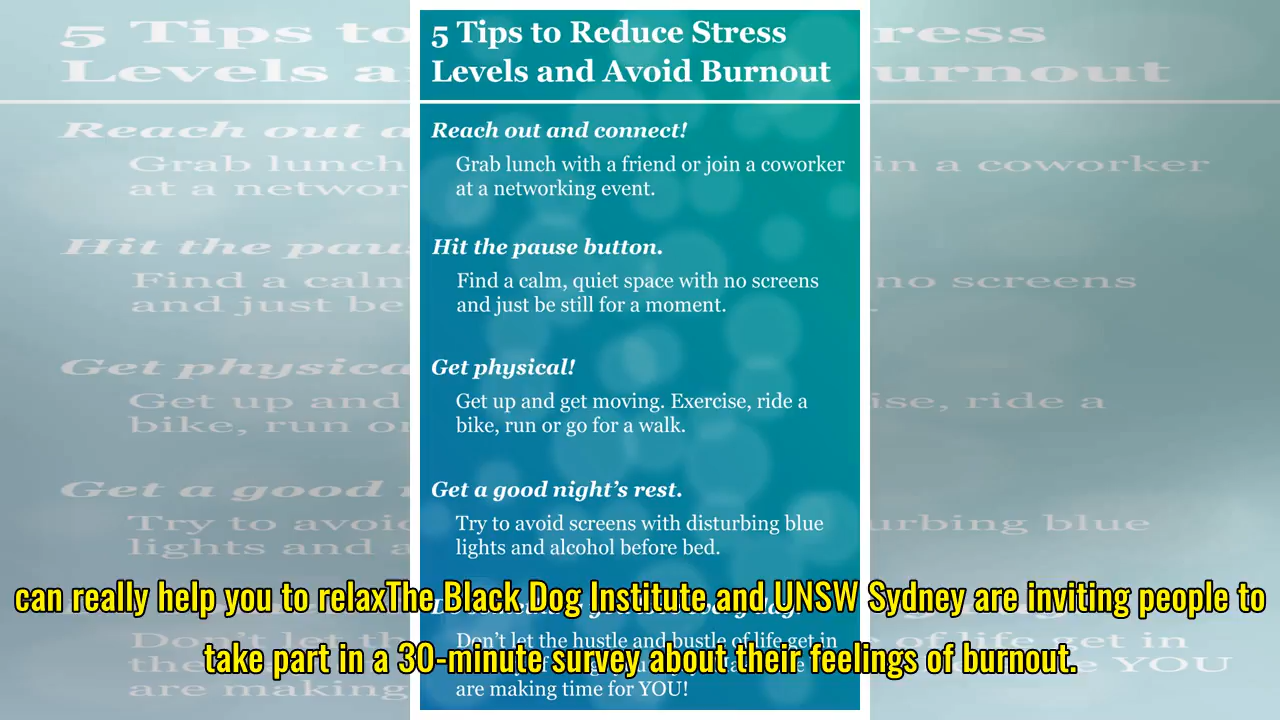 5 Tips to Reduce Stress
Levels and Avoid Burnout
Reach out and connect!
Grab lunch with a friend or join a coworker
at a networking event.
Hit the pause button.
Find a calm, quiet space with no screens
and just be still for a moment.
Get physical!
Get up and get moving. Exercise, ride a
bike, run or go for a walk.
Get a good night's rest.
Try to avoid screens with disturbing blue
lights and alcohol before bed.
can really help you to relaxThe Black Dog Institute and UNSW Sydney are inviting people to
Don't let the hustle and bustle of life get in
take part in a 30-minute survey about their feelings of burnout.
are making time for YOU!